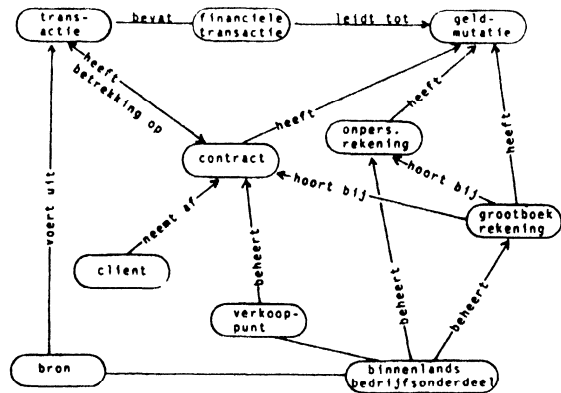 trans-
actie
bevat
financiele
transactie
leidt tot
geld-
mutatie
heeft
betrekking op
heeft
heeft
heeft
onpers.
rekening
contract
hoort bij
hoort bij
grootboek
rekening
voert uit
neemt af
client
beheert
beheert
beheert
verkoop-
punt
bron
binnenlands
bedrijfsonderdeel